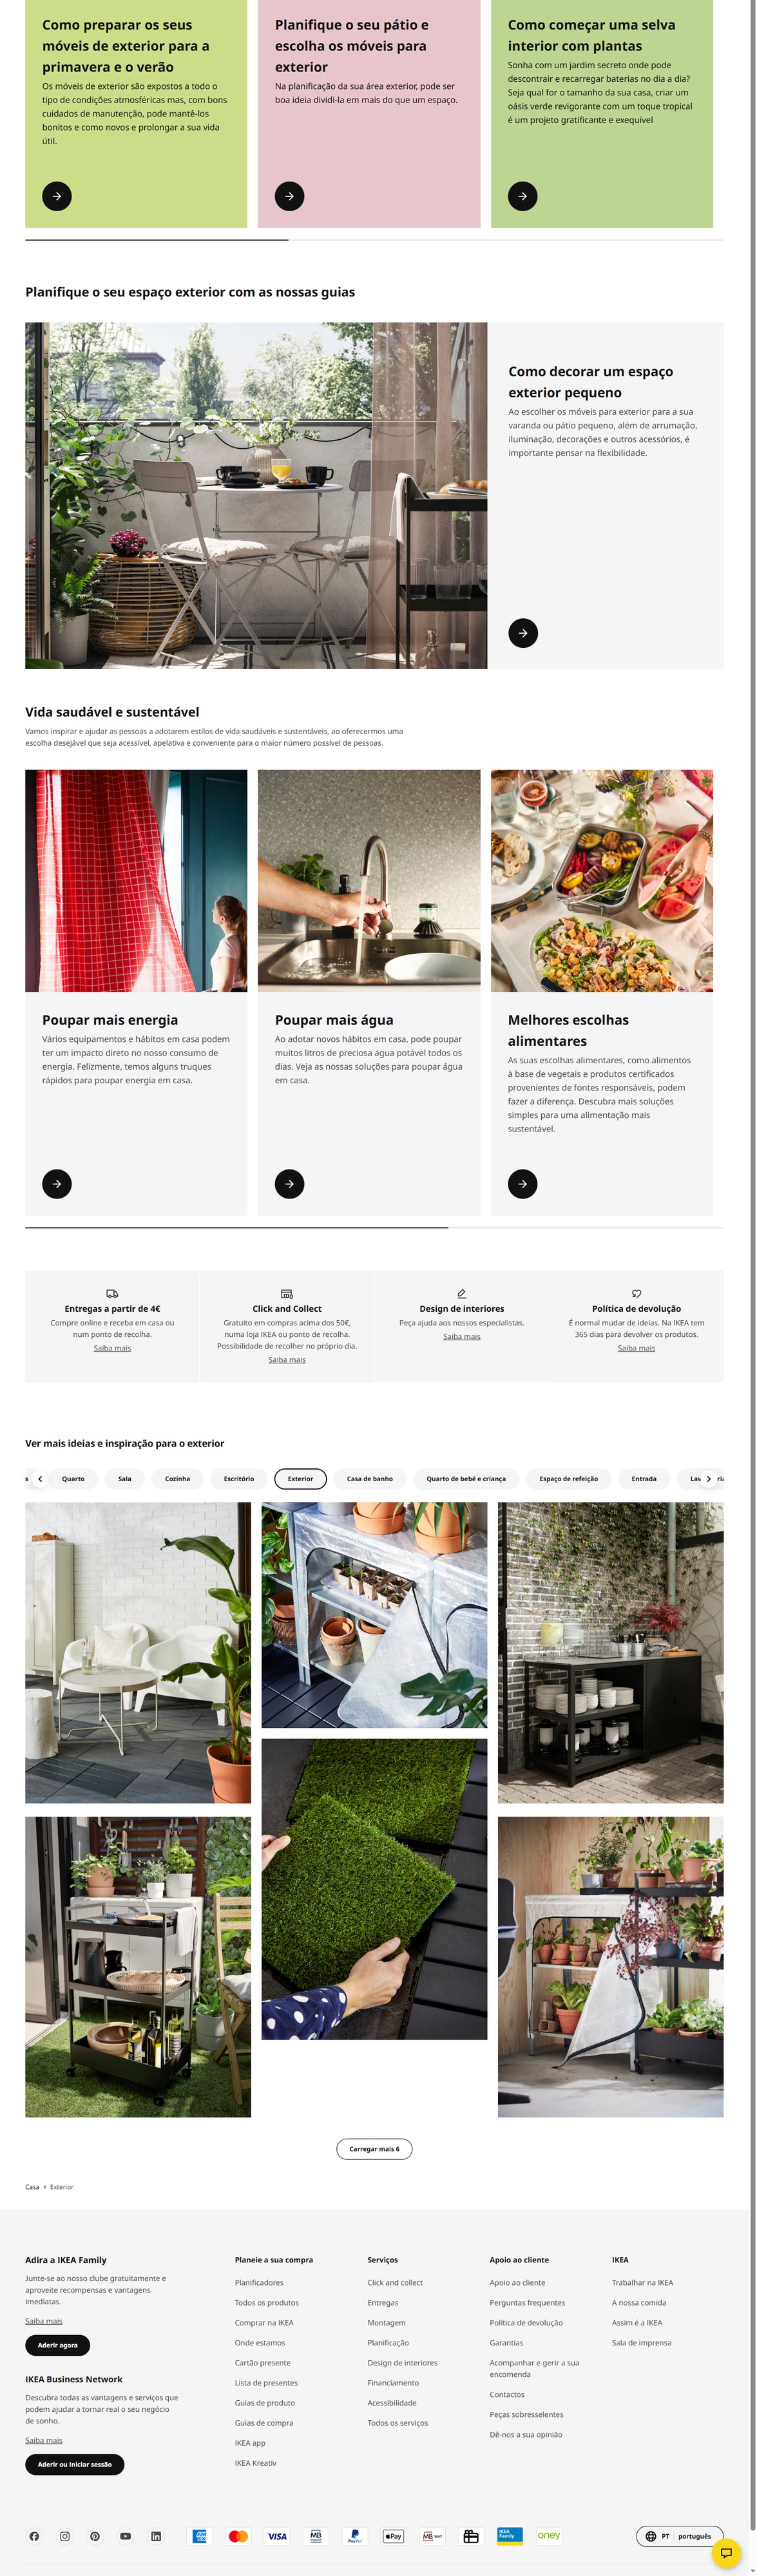 Como preparar os seus
móveis de exterior para a
primavera e o verão
Os móveis de exterior são expostos a todo o
tipo de condições atmosféricas mas, com bons
cuidados de manutenção, pode mantê-los
bonitos e como novos e prolongar a sua vida
útil.
Planifique o seu pátio e
escolha os móveis para
exterior
Na planificação da sua área exterior, pode ser
boa ideia dividi-la em mais do que um espaço.
Como começar uma selva
interior com plantas
Sonha com um jardim secreto onde pode
descontrair e recarregar baterias no dia a dia?
Seja qual for o tamanho da sua casa, criar um
oásis verde revigorante com um toque tropical
é um projeto gratificante e exequível
Planifique o seu espaço exterior com as nossas guias
Como decorar um espaço
exterior pequeno
Ao escolher os móveis para exterior para a sua
varanda ou pátio pequeno, além de arrumação,
iluminação, decorações e outros acessórios, é
importante pensar na flexibilidade.
Vida saudável e sustentável
Vamos inspirar e ajudar as pessoas a adotarem estilos de vida saudáveis e sustentáveis, ao oferecermos uma
escolha desejável que seja acessível, apelativa e conveniente para o maior número possível de pessoas.
Poupar mais energia
Vários equipamentos e hábitos em casa podem
ter um impacto direto no nosso consumo de
energia. Felizmente, temos alguns truques
rápidos para poupar energia em casa.
Poupar mais água
Ao adotar novos hábitos em casa, pode poupar
muitos litros de preciosa água potável todos os
dias. Veja as nossas soluções para poupar água
em casa.
Melhores escolhas
alimentares
As suas escolhas alimentares, como alimentos
à base de vegetais e produtos certificados
provenientes de fontes responsáveis, podem
fazer a diferença. Descubra mais soluções
simples para uma alimentação mais
sustentável.
Entregas a partir de 4€
Compre online e receba em casa ou
num ponto de recolha.
Saiba mais
Click and Collect
Gratuito em compras acima dos 50€,
numa loja IKEA ou ponto de recolha.
Possibilidade de recolher no próprio dia.
Saiba mais
Design de interiores
Peça ajuda aos nossos especialistas.
Saiba mais
Política de devolução
É normal mudar de ideias. Na IKEA tem
365 dias para devolver os produtos.
Saiba mais
Ver mais ideias e inspiração para o exterior
s Quarto Sala Cozinha Escritório Exterior Casa de banho Quarto de bebé e criança Espaço de refeição Entrada
Carregar mais 6
Casa › Exterior
Adira a IKEA Family
Junte-se ao nosso clube gratuitamente e
aproveite recompensas e vantagens
imediatas.
Saiba mais
Aderir agora
IKEA Business Network
Descubra todas as vantagens e serviços que
podem ajudar a tornar real o seu negócio
de sonho.
Saiba mais
Aderir ou Iniciar sessão
Planeie a sua compra
Planificadores
Todos os produtos
Comprar na IKEA
Onde estamos
Cartão presente
Lista de presentes
Guias de produto
Guias de compra
IKEA app
IKEA Kreativ
Serviços
Click and collect
Entregas
Montagem
Planificação
Design de interiores
Financiamento
Acessibilidade
Todos os serviços
Apoio ao cliente
Apoio ao cliente
Perguntas frequentes
Política de devolução
Garantias
Acompanhar e gerir a sua
encomenda
Contactos
Peças sobresselentes
Dê-nos a sua opinião
IKEA
Trabalhar na IKEA
A nossa comida
Assim é a IKEA
Sala de imprensa
VISA MB PayPal Pay MB WAY IKEA Family oney
PT português